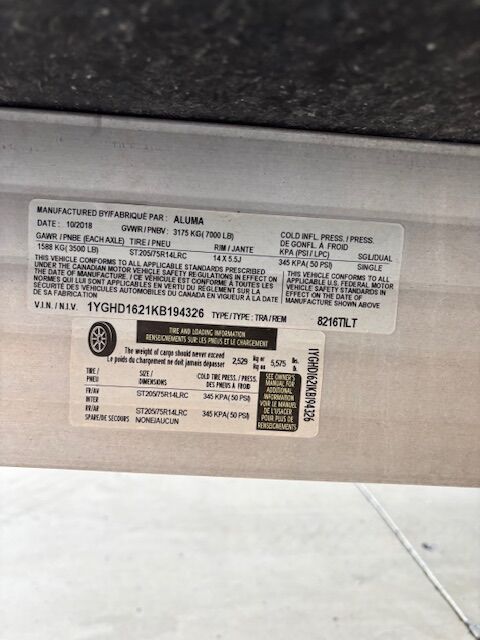 MANUFACTURED BY/FABRIQUÉ PAR : ALUMA
DATE : 10/2018 GVWR / PNBV : 3175 KG( 7000 LB)
GAWR / PNBE (EACH AXLE) TIRE / PNEU RIM / JANTE COLD INFL. PRESS. / PRESS. DE GONFL. À FROID KPA (PSI / LPC) SGL/DUAL
1588 KG( 3500 LB) ST205/75R14LRC 14 X 5.5J 345 KPA( 50 PSI) SINGLE
THIS VEHICLE CONFORMS TO ALL APPLICABLE STANDARDS PRESCRIBED
UNDER THE CANADIAN MOTOR VEHICLE SAFETY REGULATIONS IN EFFECT ON
THE DATE OF MANUFACTURE. / CE VÉHICULE EST CONFORME À TOUTES LES
NORMES QUI LUI SONT APPLICABLES EN VERTU DU RÈGLEMENT SUR LA
SÉCURITÉ DES VÉHICULES AUTOMOBILES DU CANADA EN VIGUEUR À LA DATE
DE SA FABRICATION
THIS VEHICLE CONFORMS TO ALL
APPLICABLE U.S. FEDERAL MOTOR
VEHICLE STANDARDS IN EFFECT ON
DATE OF MANUFACTURE SHOWN ABOVE
V.I.N. / N.I.V. 1YGHD1621KB194326 TYPE / TYPE : TRA / REM 8216TILT
TIRE AND LOADING INFORMATION
RENSEIGNEMENTS SUR LES PNEUS ET LE CHARGEMENT
The weight of cargo should never exceed
Le poids du chargement ne doit jamais dépasser 2,529 kg or kg ou 5,575 lbs. lb.
TIRE / PNEU SIZE / DIMENSIONS COLD TIRE PRESS. / PRESS. DES PNEUS À FROID
FR/AV INTER ST205/75R14LRC 345 KPA( 50 PSI)
RR/AR ST205/75R14LRC 345 KPA( 50 PSI)
SPARE/DE SECOURS NONE/AUCUN
SEE OWNER'S
MANUAL FOR
ADDITIONAL
INFORMATION
VOIR LE MANUEL
DE L'USAGER
POUR PLUS DE
RENSEIGNEMENTS
1YGHD1621KB194326